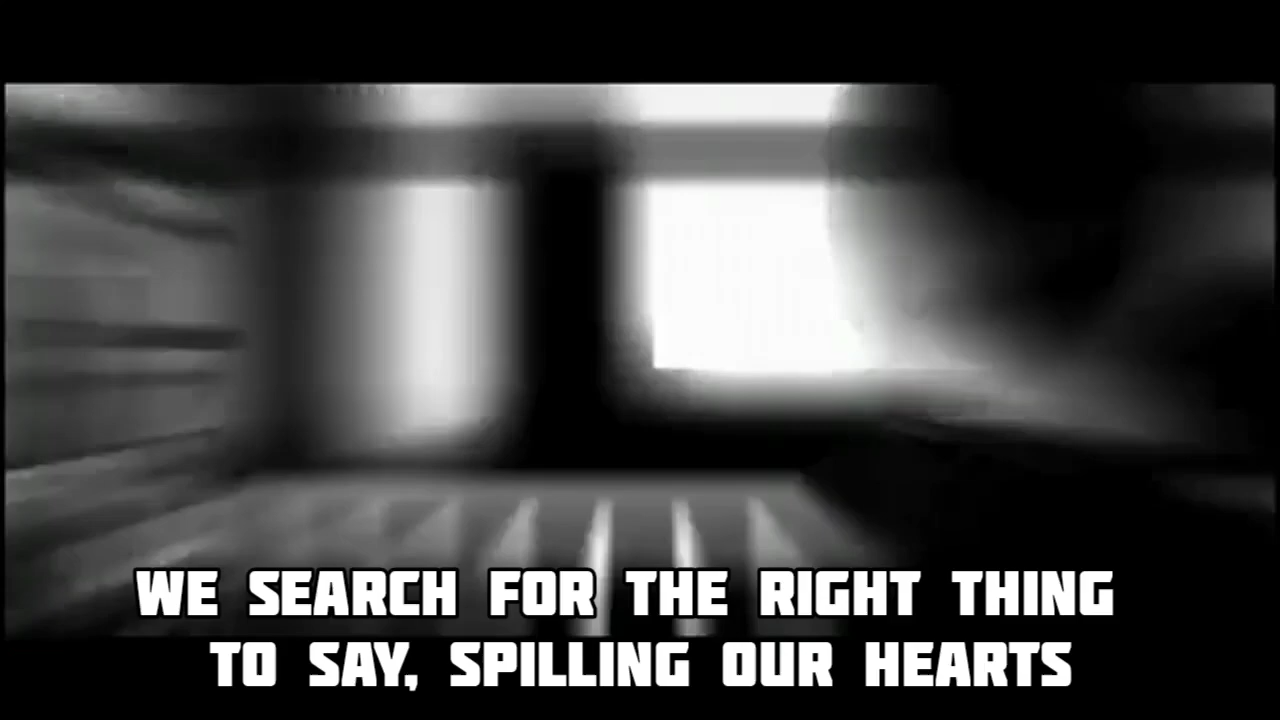 WE SEARCH FOR THE RIGHT THING
TO SAY, SPILLING OUR HEARTS